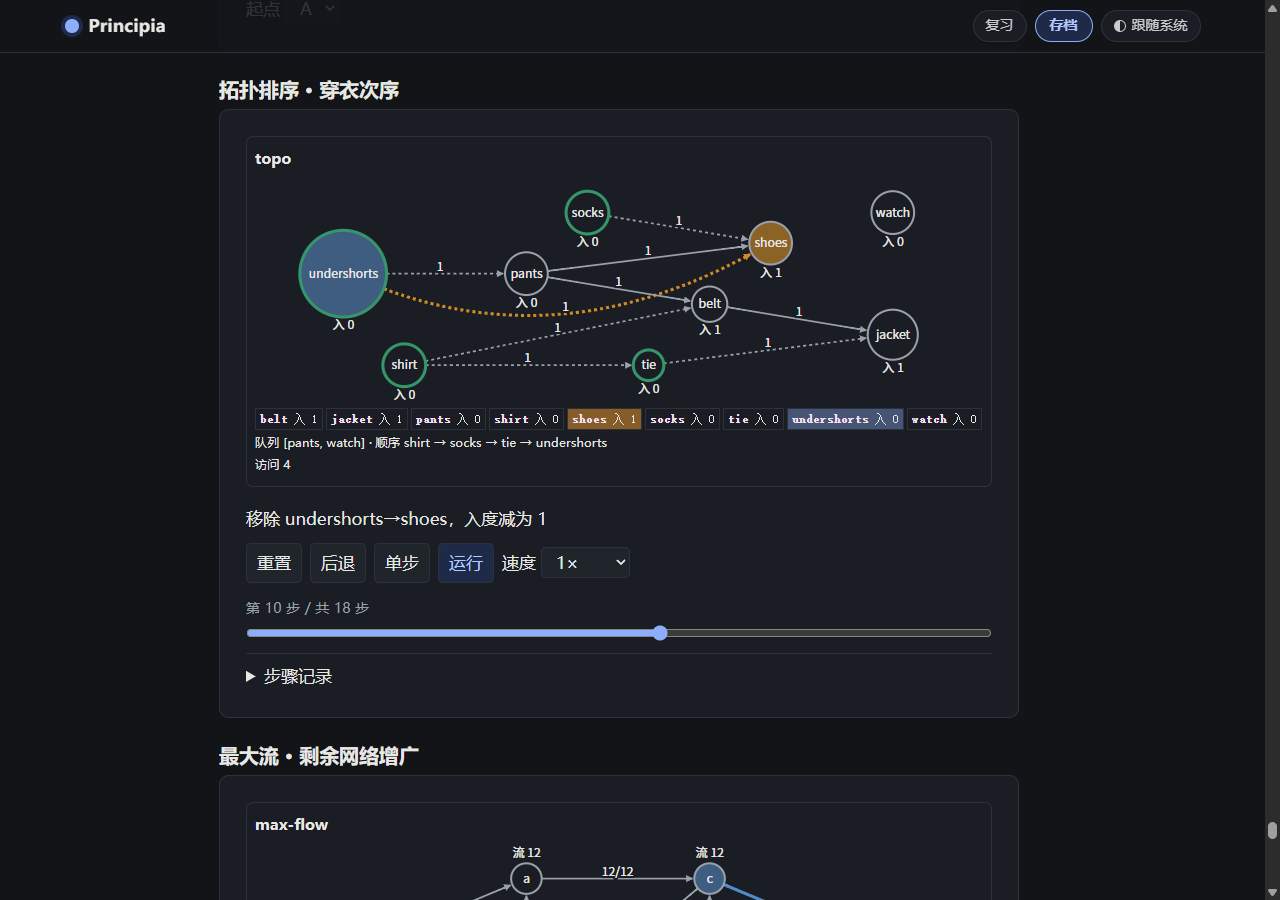 起点 A
Principia
复习 存档 跟随系统
拓扑排序 · 穿衣次序
topo
socks
入 0
watch
入 0
shoes
入 1
undershorts
入 0
pants
入 0
belt
入 1
jacket
入 1
shirt
入 0
tie
入 0
1
1
1
1
1
1
1
1
1
belt 入 1 jacket 入 1 pants 入 0 shirt 入 0 shoes 入 1 socks 入 0 tie 入 0 undershorts 入 0 watch 入 0
队列 [pants, watch] · 顺序 shirt → socks → tie → undershorts
访问 4
移除 undershorts→shoes，入度减为 1
重置 后退 单步 运行 速度 1×
第 10 步 / 共 18 步
步骤记录
最大流 · 剩余网络增广
max-flow
流 12 流 12
a 12/12 c